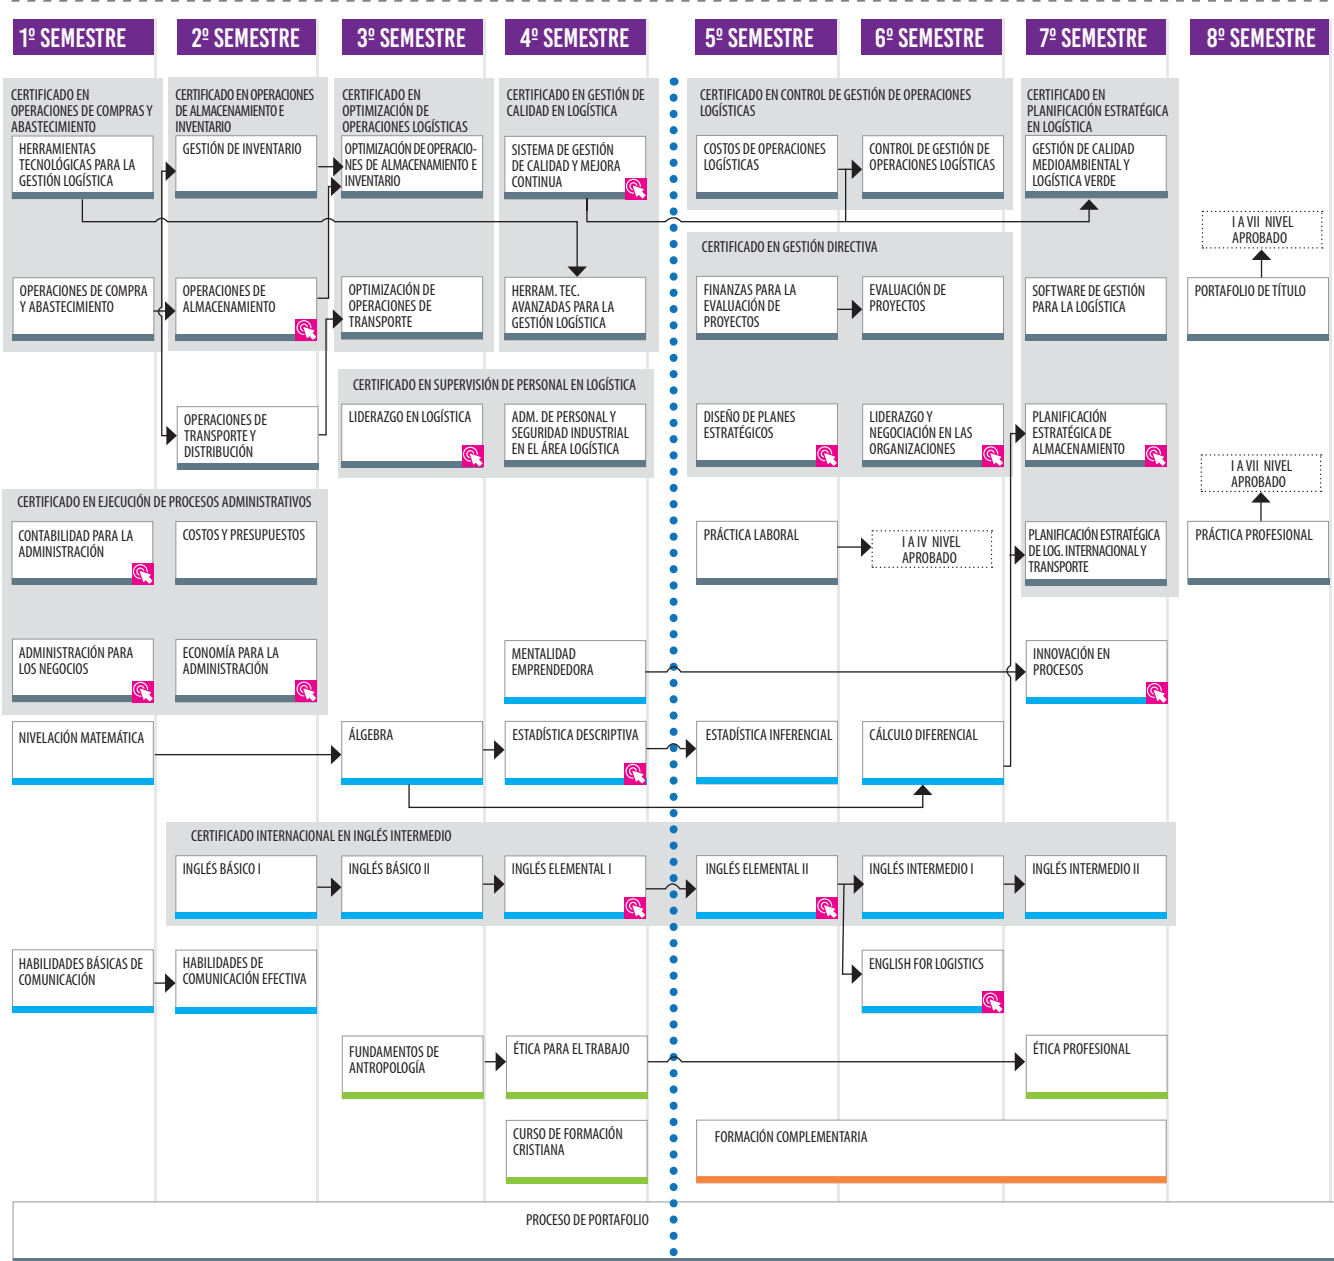 1º SEMESTRE
2º SEMESTRE
3º SEMESTRE
4º SEMESTRE
5º SEMESTRE
6º SEMESTRE
7º SEMESTRE
8º SEMESTRE
CERTIFICADO EN
OPERACIONES DE COMPRAS Y
ABASTECIMIENTO
CERTIFICADO EN OPERACIONES
DE ALMACENAMIENTO E
INVENTARIO
CERTIFICADO EN
OPTIMIZACIÓN DE
OPERACIONES LOGÍSTICAS
CERTIFICADO EN GESTIÓN DE
CALIDAD EN LOGÍSTICA
CERTIFICADO EN CONTROL DE GESTIÓN DE OPERACIONES
LOGÍSTICAS
CERTIFICADO EN
PLANIFICACIÓN ESTRATÉGICA
EN LOGÍSTICA
HERRAMIENTAS
TECNOLÓGICAS PARA LA
GESTIÓN LOGÍSTICA
GESTIÓN DE INVENTARIO
OPTIMIZACIÓN DE OPERACIO-
NES DE ALMACENAMIENTO E
INVENTARIO
SISTEMA DE GESTIÓN
DE CALIDAD Y MEJORA
CONTINUA
COSTOS DE OPERACIONES
LOGÍSTICAS
CONTROL DE GESTIÓN DE
OPERACIONES LOGÍSTICAS
GESTIÓN DE CALIDAD
MEDIOAMBIENTAL Y
LOGÍSTICA VERDE
I A VII NIVEL
APROBADO
CERTIFICADO EN GESTIÓN DIRECTIVA
OPERACIONES DE COMPRA
Y ABASTECIMIENTO
OPERACIONES DE
ALMACENAMIENTO
OPTIMIZACIÓN DE
OPERACIONES DE
TRANSPORTE
HERRAM. TEC.
AVANZADAS PARA LA
GESTIÓN LOGÍSTICA
FINANZAS PARA LA
EVALUACIÓN DE
PROYECTOS
EVALUACIÓN DE
PROYECTOS
SOFTWARE DE GESTIÓN
PARA LA LOGÍSTICA
PORTAFOLIO DE TÍTULO
CERTIFICADO EN SUPERVISIÓN DE PERSONAL EN LOGÍSTICA
OPERACIONES DE
TRANSPORTE Y
DISTRIBUCIÓN
LIDERAZGO EN LOGÍSTICA
ADM. DE PERSONAL Y
SEGURIDAD INDUSTRIAL
EN EL ÁREA LOGÍSTICA
DISEÑO DE PLANES
ESTRATÉGICOS
LIDERAZGO Y
NEGOCIACIÓN EN LAS
ORGANIZACIONES
PLANIFICACIÓN
ESTRATÉGICA DE
ALMACENAMIENTO
I A VII NIVEL
APROBADO
CERTIFICADO EN EJECUCIÓN DE PROCESOS ADMINISTRATIVOS
CONTABILIDAD PARA LA
ADMINISTRACIÓN
COSTOS Y PRESUPUESTOS
PRÁCTICA LABORAL
I A IV NIVEL
APROBADO
PLANIFICACIÓN ESTRATÉGICA
DE LOG. INTERNACIONAL Y
TRANSPORTE
PRÁCTICA PROFESIONAL
ADMINISTRACIÓN PARA
LOS NEGOCIOS
ECONOMÍA PARA LA
ADMINISTRACIÓN
MENTALIDAD
EMPRENDEDORA
INNOVACIÓN EN
PROCESOS
NIVELACIÓN MATEMÁTICA
ÁLGEBRA
ESTADÍSTICA DESCRIPTIVA
ESTADÍSTICA INFERENCIAL
CÁLCULO DIFERENCIAL
CERTIFICADO INTERNACIONAL EN INGLÉS INTERMEDIO
INGLÉS BÁSICO I
INGLÉS BÁSICO II
INGLÉS ELEMENTAL I
INGLÉS ELEMENTAL II
INGLÉS INTERMEDIO I
INGLÉS INTERMEDIO II
HABILIDADES BÁSICAS DE
COMUNICACIÓN
HABILIDADES DE
COMUNICACIÓN EFECTIVA
ENGLISH FOR LOGISTICS
FUNDAMENTOS DE
ANTROPOLOGÍA
ÉTICA PARA EL TRABAJO
ÉTICA PROFESIONAL
CURSO DE FORMACIÓN
CRISTIANA
FORMACIÓN COMPLEMENTARIA
PROCESO DE PORTAFOLIO